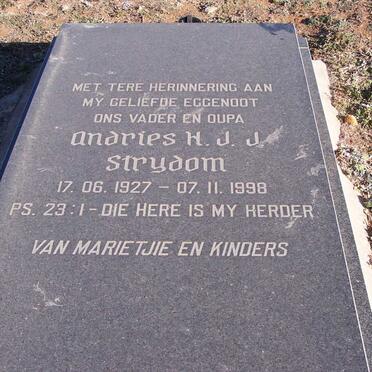 MET TERE HERINNERING AAN
MY GELIEFDE EGGENOOT
ONS VADER EN OUPA
Andries H. J. J.
Strydom
17. 06. 1927 - 07. 11. 1998
PS. 23:1 - DIE HERE IS MY HERDER
VAN MARIETJIE EN KINDERS